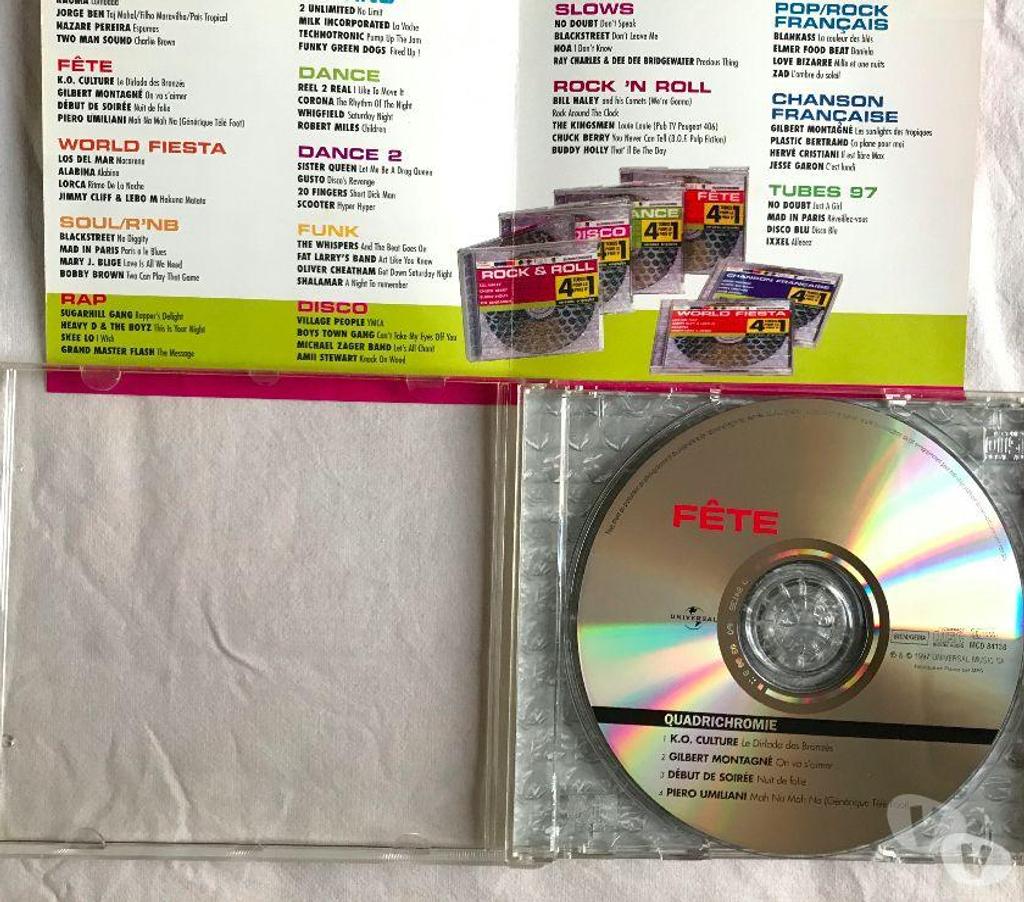 KAOMA Lambada
JORGE BEN Taj Mahal/Filho Maravilha/Pais Tropical
NAZARE PEREIRA Espumas
TWO MAN SOUND Charlie Brown
FÊTE
K.O. CULTURE Le Dirlada des Bronzés
GILBERT MONTAGNÉ On va s'aimer
DÉBUT DE SOIRÉE Nuit de folie
PIERO UMILIANI Mah Na Mah Na (Générique Télé Foot)
WORLD FIESTA
LOS DEL MAR Macarena
ALABINA Alabina
LORCA Ritmo De La Noche
JIMMY CLIFF & LEBO M Hakuna Matata
SOUL/R'NB
BLACKSTREET No Diggity
MAD IN PARIS Paris a le Blues
MARY J. BLIGE Love Is All We Need
BOBBY BROWN Two Can Play That Game
RAP
SUGARHILL GANG Rapper's Delight
HEAVY D & THE BOYZ This Is Your Night
SKEE LO I Wish
GRAND MASTER FLASH The Message
2 UNLIMITED No Limit
MILK INCORPORATED La Vache
TECHNOTRONIC Pump Up The Jam
FUNKY GREEN DOGS Fired Up !
DANCE
REEL 2 REAL I Like To Move It
CORONA The Rhythm Of The Night
WHIGFIELD Saturday Night
ROBERT MILES Children
DANCE 2
SISTER QUEEN Let Me Be A Drag Queen
GUSTO Disco's Revenge
20 FINGERS Short Dick Man
SCOOTER Hyper Hyper
FUNK
THE WHISPERS And The Beat Goes On
FAT LARRY'S BAND Act Like You Know
OLIVER CHEATHAM Get Down Saturday Night
SHALAMAR A Night To remember
DISCO
VILLAGE PEOPLE YMCA
BOYS TOWN GANG Can't Take My Eyes Off You
MICHAEL ZAGER BAND Let's All Chant
AMII STEWART Knock On Wood
SLOWS
NO DOUBT Don't Speak
BLACKSTREET Don't Leave Me
NOA I Don't Know
RAY CHARLES & DEE DEE BRIDGEWATER Precious Thing
ROCK 'N ROLL
BILL HALEY and his Comets (We're Gonna)
Rock Around The Clock
THE KINGSMEN Louie Louie (Pub TV Peugeot 406)
CHUCK BERRY You Never Can Tell (B.O.F. Pulp Fiction)
BUDDY HOLLY That'll Be The Day
POP/ROCK
FRANÇAIS
BLANKASS La couleur des blés
ELMER FOOD BEAT Daniela
LOVE BIZARRE Mille et une nuits
ZAD L'ombre du soleil
CHANSON
FRANÇAISE
GILBERT MONTAGNÉ Les sunlights des tropiques
PLASTIC BERTRAND Ça plane pour moi
HERVÉ CRISTIANI Il est libre Max
JESSE GARON C'est lundi
TUBES 97
NO DOUBT Just A Girl
MAD IN PARIS Réveillez-vous
DISCO BLU Disco Blu
IXXEL Alleeez
FÊTE
4 1
DANCE
4 1
DISCO
4 1
ROCK & ROLL
4 1
CHANSON FRANÇAISE
4 1
WORLD FIESTA
4 1
FÊTE
UNIVERSAL
BIEM/GEMA
MCD 84138
℗ & © 1997 UNIVERSAL MUSIC SA
QUADRICHROMIE
1 K.O. CULTURE Le Dirlada des Bronzés
2 GILBERT MONTAGNÉ On va s'aimer
3 DÉBUT DE SOIRÉE Nuit de folie
4 PIERO UMILIANI Mah Na Mah Na (Générique Télé Foot)